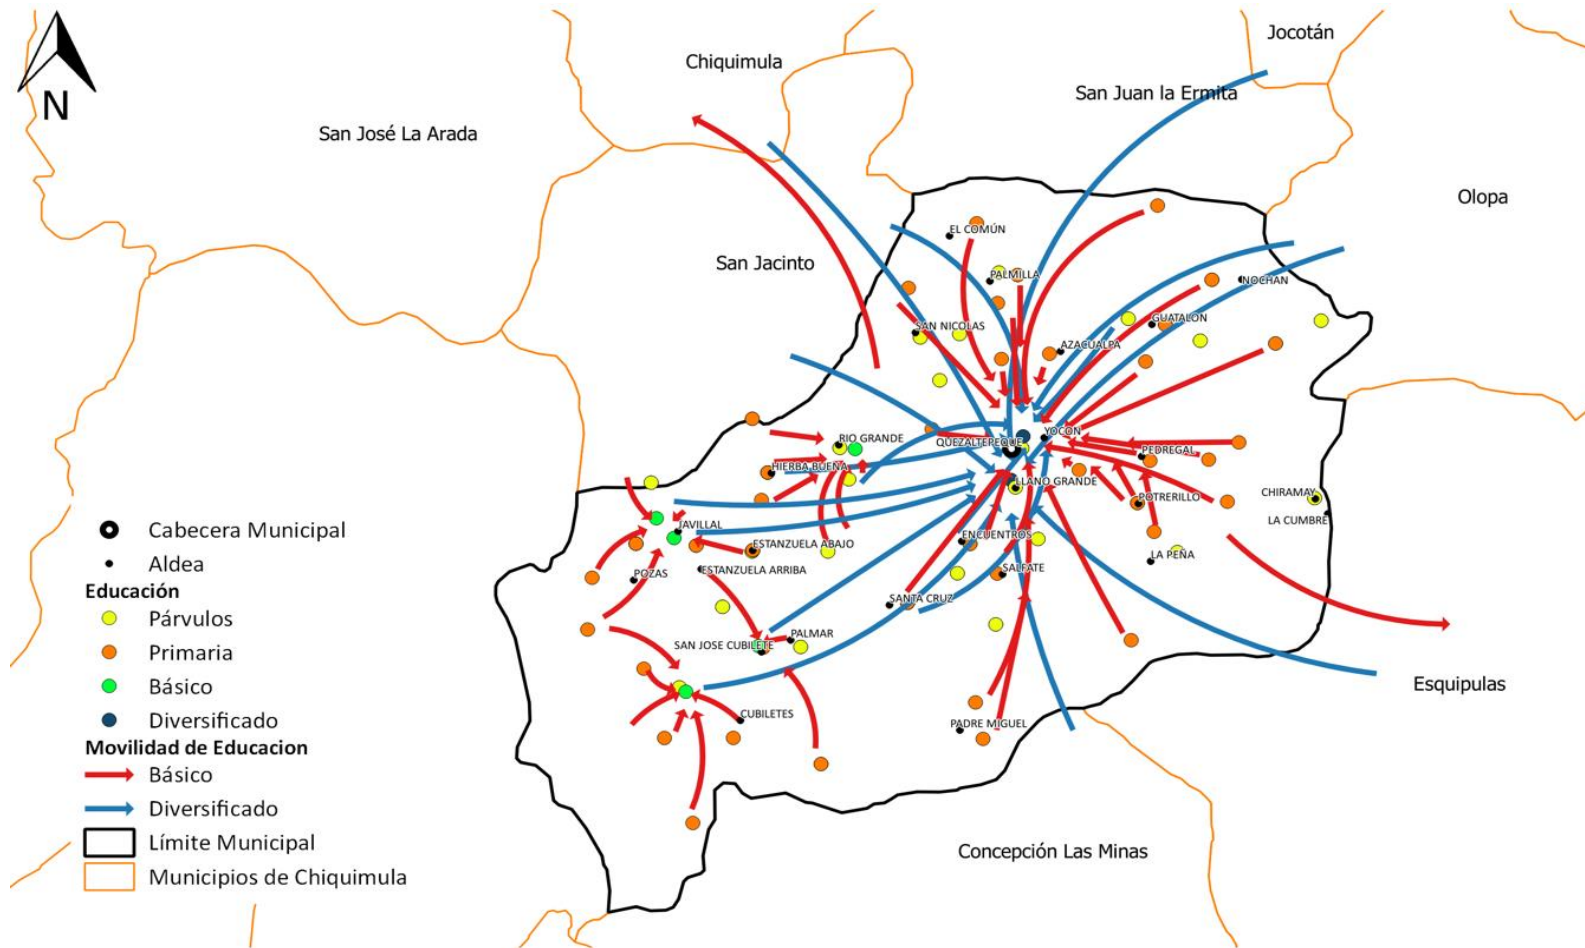 Jocotán
Chiquimula
San Juan la Ermita
San José La Arada
N
Olopa
San Jacinto
EL COMÚN
PALMILLA
NOCHAN
GUATALON
SAN NICOLAS
AZACUALPA
YOCON
RIO GRANDE
QUEZALTEPEQUE
PEDREGAL
HIERBA BUENA
LLANO GRANDE
CHIRAMAY
POTRERILLO
LA CUMBRE
JAVILLAL
ENCUENTROS
ESTANZUELA ABAJO
LA PEÑA
ESTANZUELA ARRIBA
SALFATE
POZAS
SANTA CRUZ
PALMAR
SAN JOSE CUBILETE
Esquipulas
CUBILETES
PADRE MIGUEL
Concepción Las Minas
Cabecera Municipal
Aldea
Educación
Párvulos
Primaria
Básico
Diversificado
Movilidad de Educacion
Básico
Diversificado
Límite Municipal
Municipios de Chiquimula